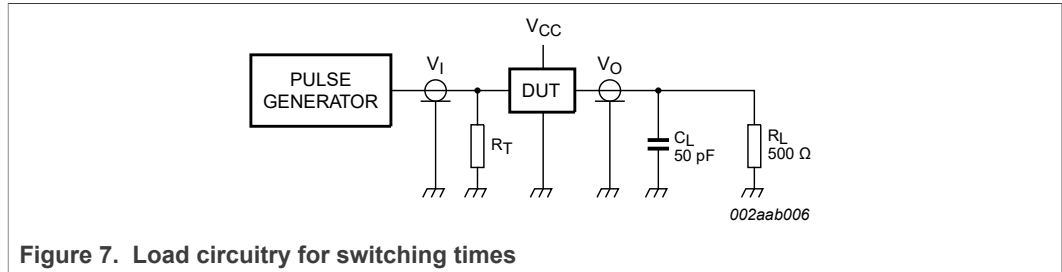 VCC
VI
VO
PULSE
GENERATOR
DUT
RT
CL
50 pF
RL
500 Ω
002aab006
Figure 7. Load circuitry for switching times